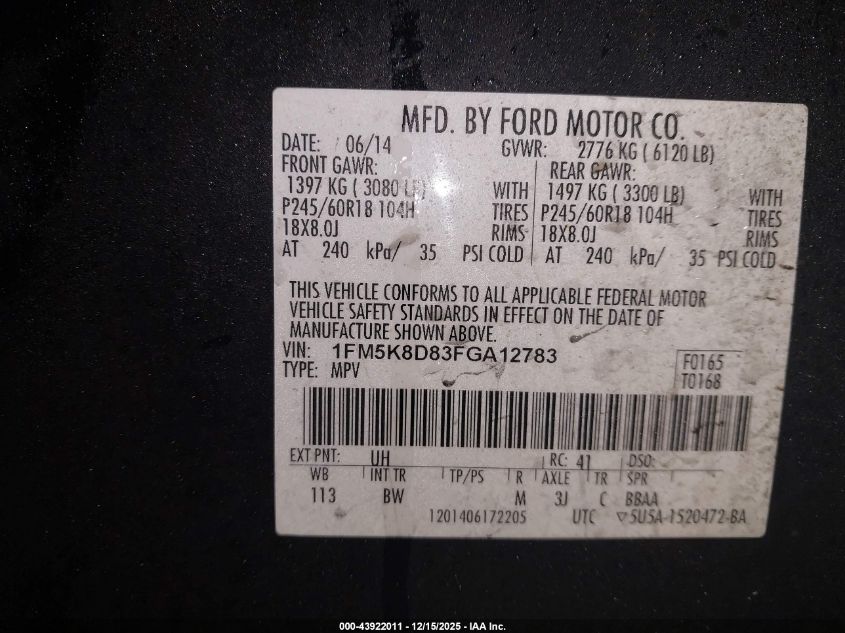 MFD. BY FORD MOTOR CO.
DATE: 06/14 GVWR: 2776 KG ( 6120 LB)
FRONT GAWR: REAR GAWR:
1397 KG ( 3080 LB) WITH 1497 KG ( 3300 LB) WITH
P245/60R18 104H TIRES P245/60R18 104H TIRES
18X8.0J RIMS 18X8.0J RIMS
AT 240 kPa/ 35 PSI COLD AT 240 kPa/ 35 PSI COLD
THIS VEHICLE CONFORMS TO ALL APPLICABLE FEDERAL MOTOR
VEHICLE SAFETY STANDARDS IN EFFECT ON THE DATE OF
MANUFACTURE SHOWN ABOVE.
VIN: 1FM5K8D83FGA12783
TYPE: MPV
F0165
T0168
EXT PNT: UH RC: 41 DSO:
WB INT TR TP/PS R AXLE TR SPR
113 BW M 3J C BBAA
1201406172205 UTC ▽5U5A-1520472-BA
000-43922011 - 12/15/2025 - IAA Inc.